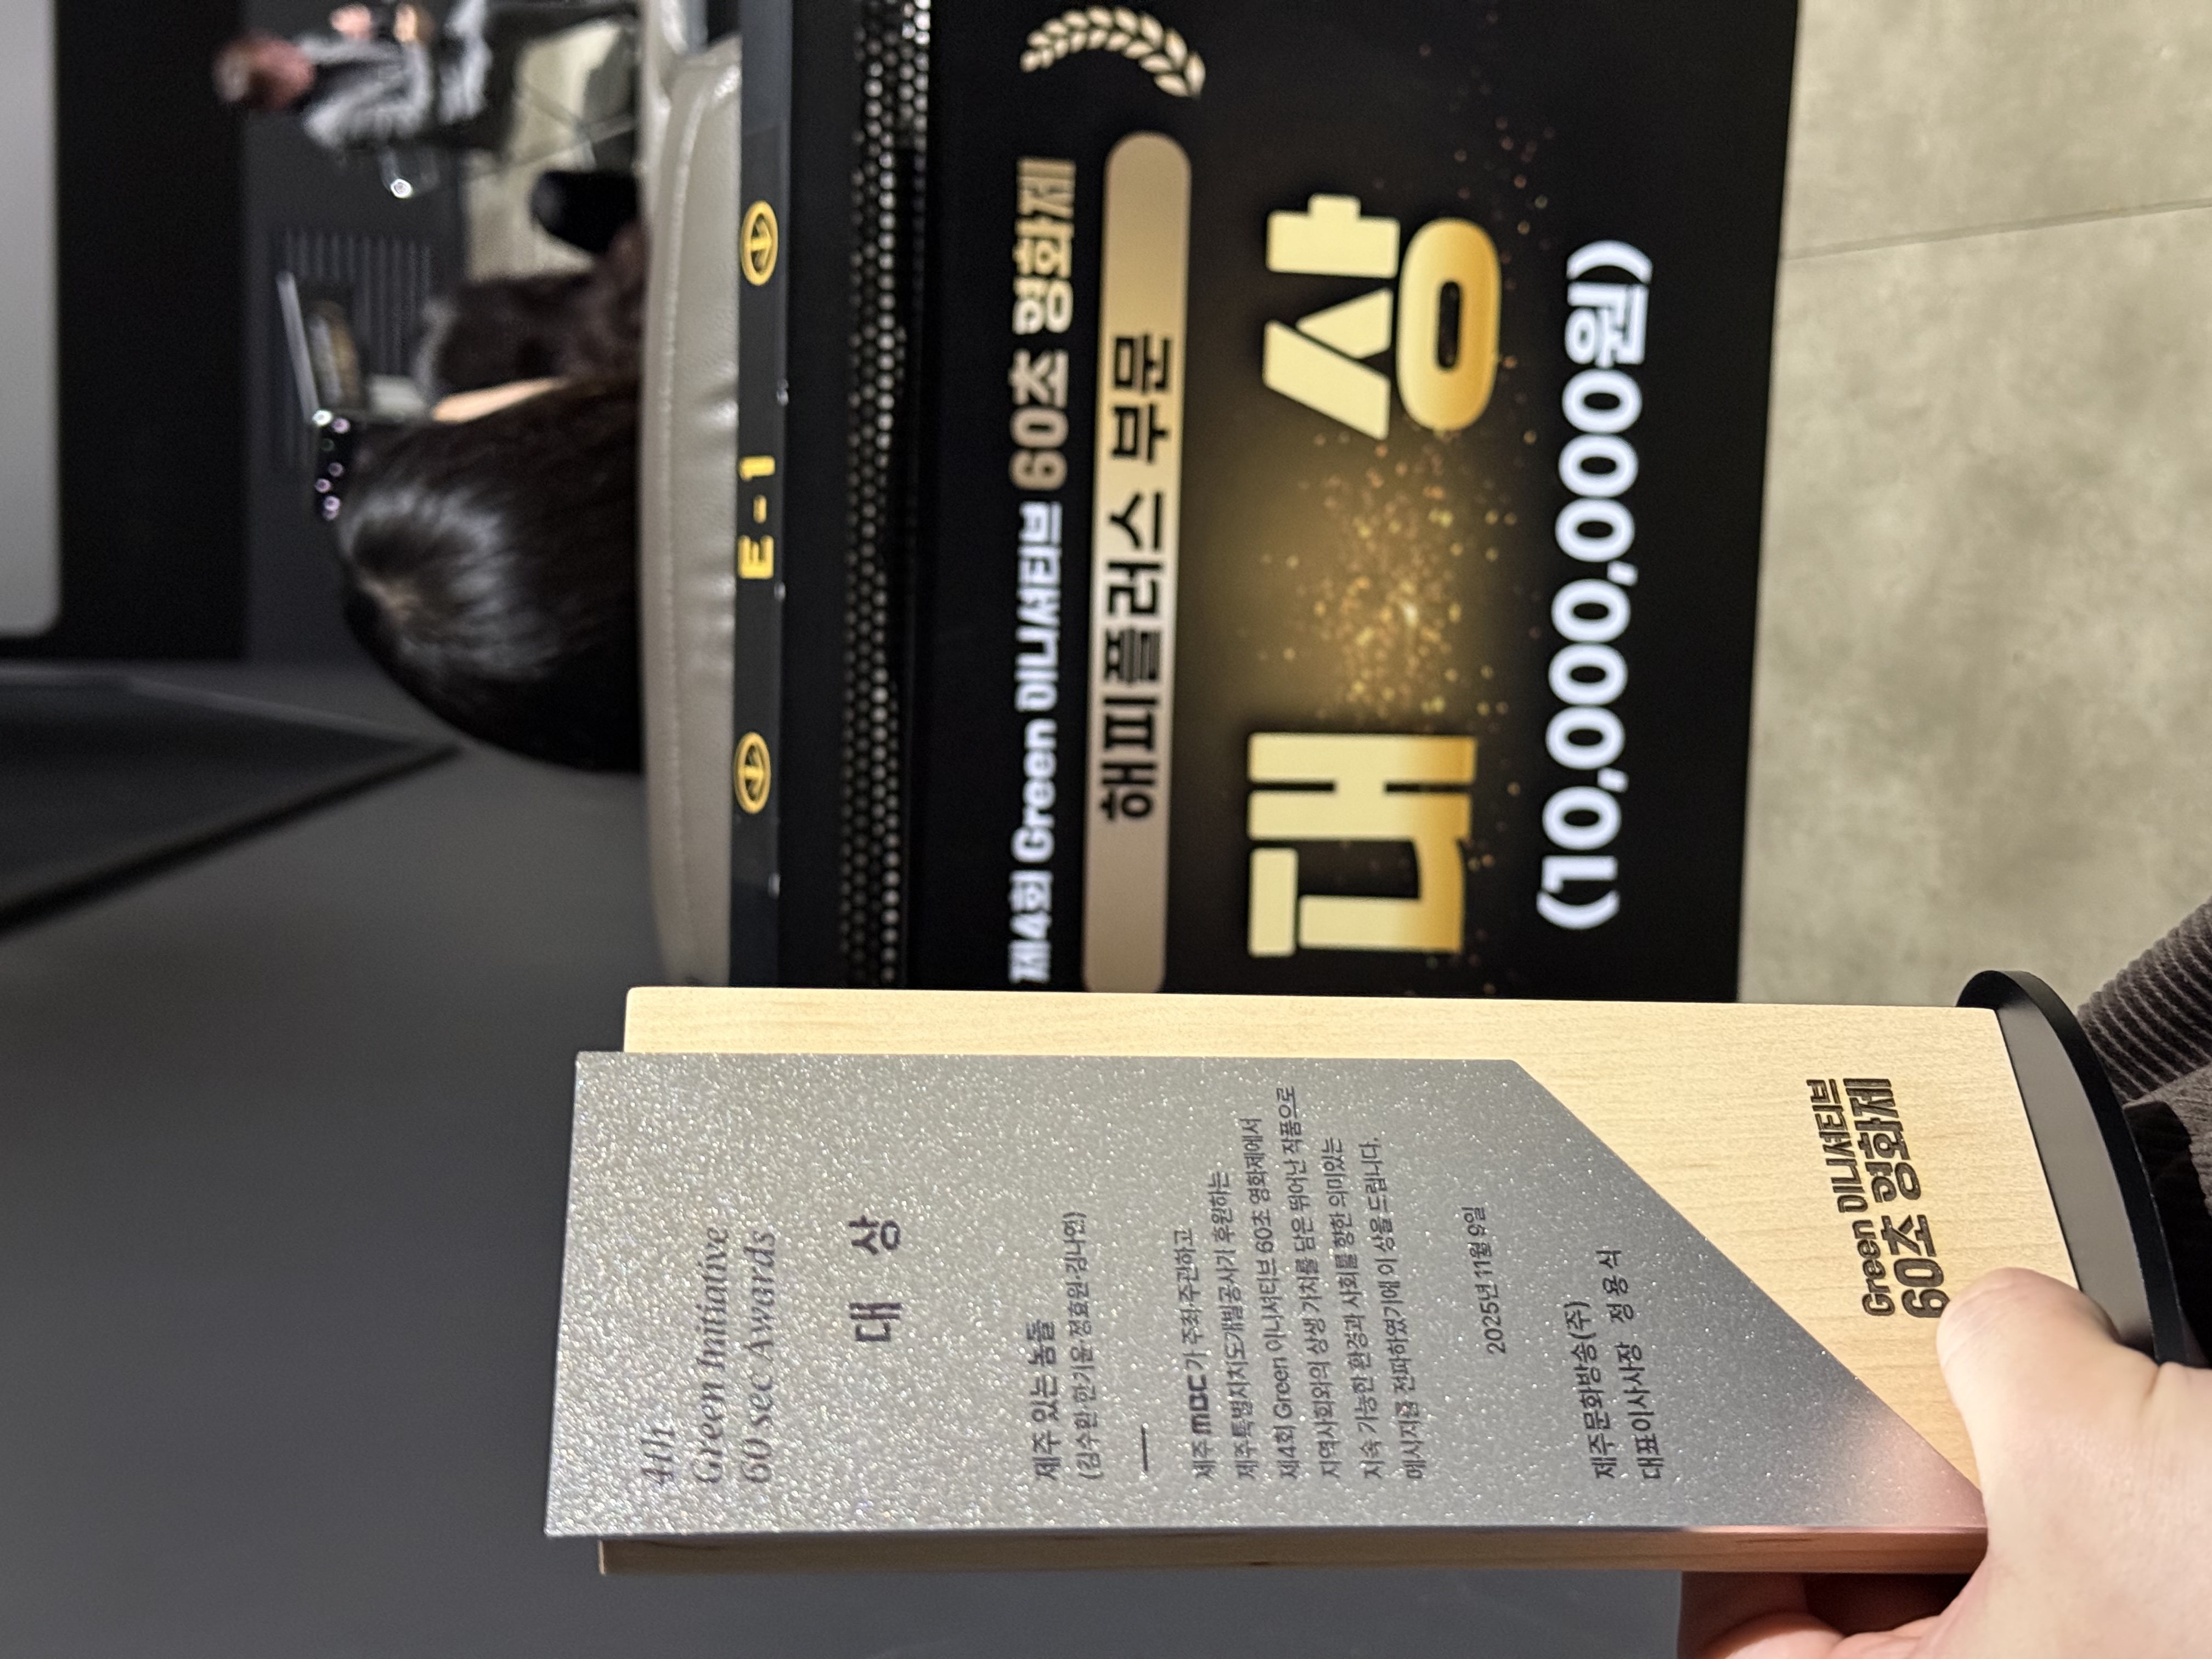 4th
Green Initiative
60 sec Awards
대 상
제주 있는 놈돌
(김수환·한기윤·정효원·김나연)
제주 mbc가 주최·주관하고
제주특별자치도개발공사가 후원하는
제4회 Green 이니셔티브 60초 영화제에서
지역사회와의 상생 가치를 담은 뛰어난 작품으로
지속 가능한 환경과 사회를 향한 의미있는
메시지를 전파하였기에 이 상을 드립니다.
2025년 11월 9일
제주문화방송(주)
대표이사사장 정 용 식
Green 이니셔티브
60초 영화제
E-1
제4회 Green 이니셔티브 60초 영화제
해피플러스 부문
대 상
(10,000,000원)